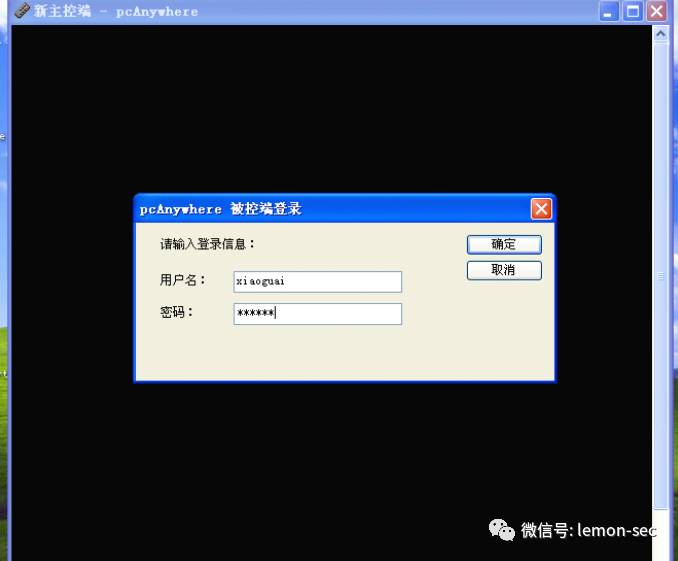 新主控端 - pcAnywhere
pcAnywhere 被控端登录
请输入登录信息：
确定
取消
用户名：
xiaoguai
密码：
******
微信号: lemon-sec